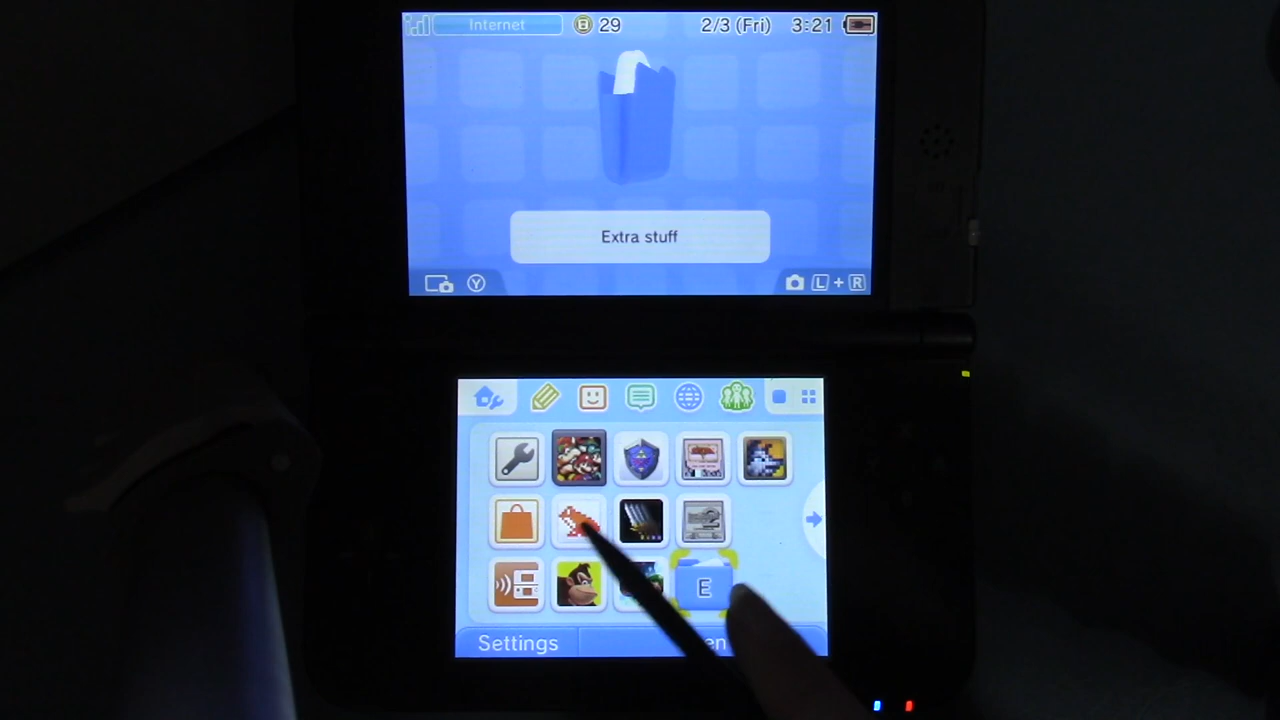 Internet 29 2/3 (Fri) 3:21
Extra stuff
Y L + R
E
Settings